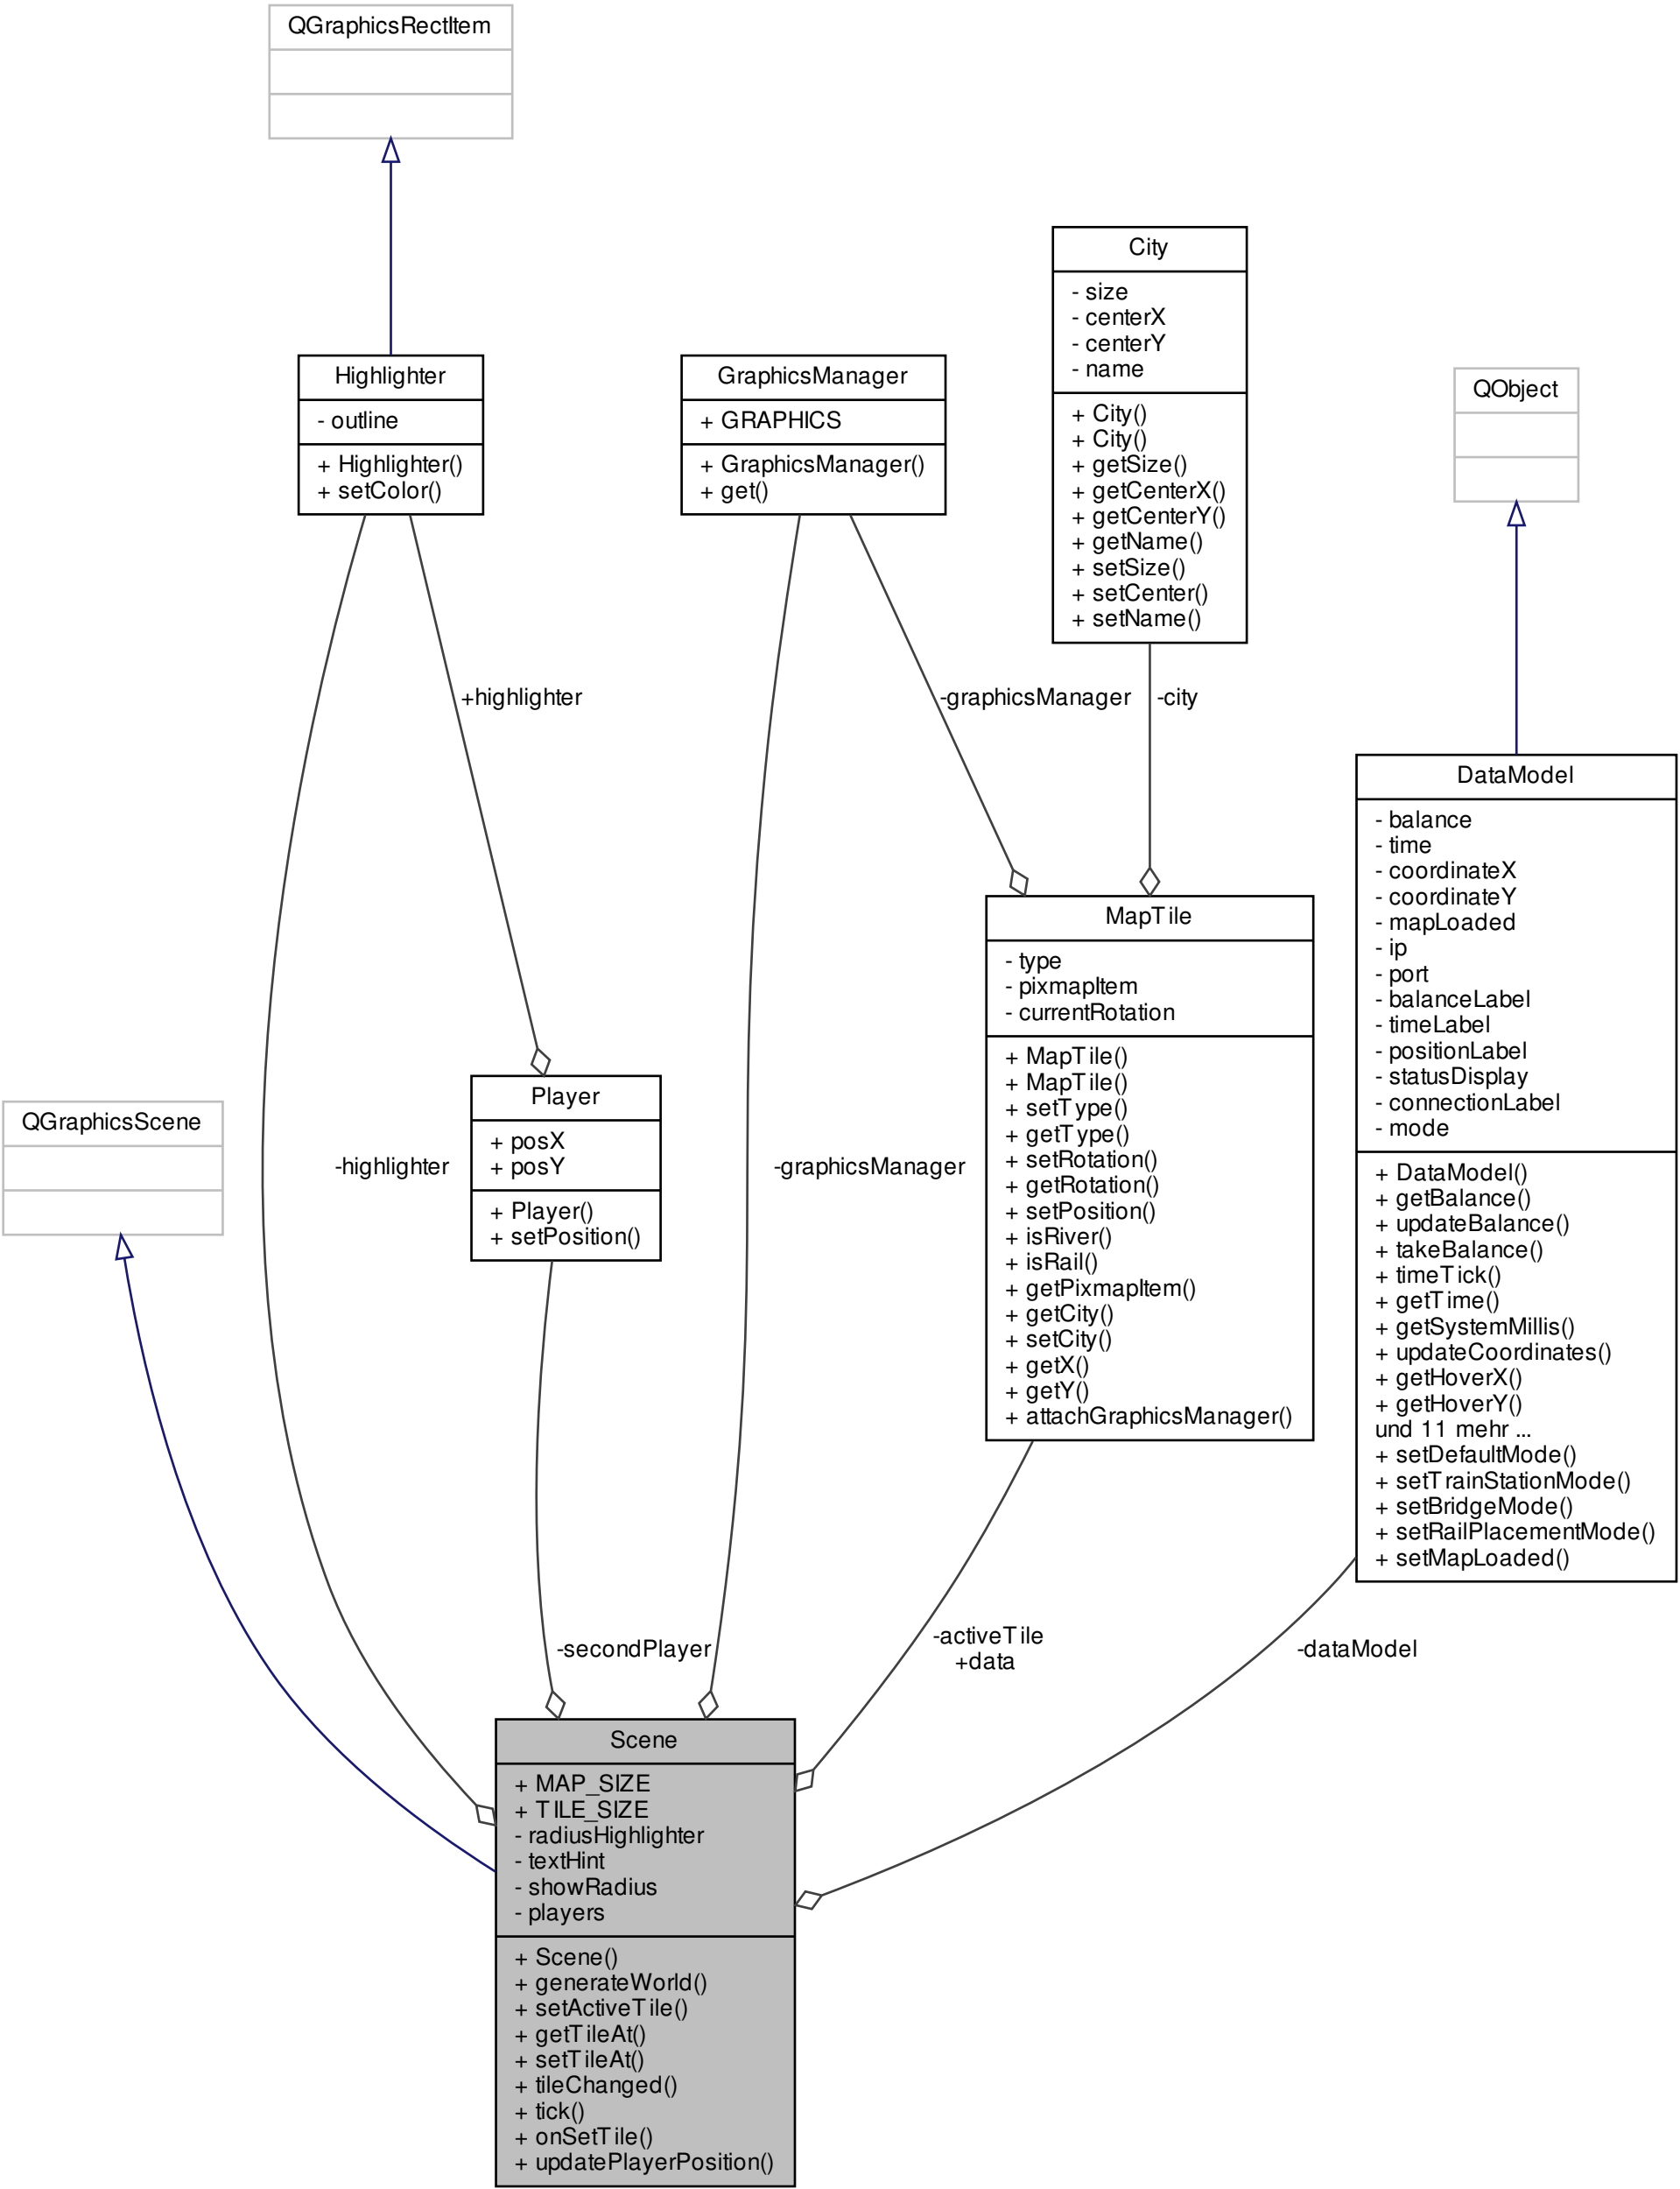 QGraphicsRectItem
City
- size
- centerX
- centerY
- name
+ City()
+ City()
+ getSize()
+ getCenterX()
+ getCenterY()
+ getName()
+ setSize()
+ setCenter()
+ setName()
Highlighter
- outline
+ Highlighter()
+ setColor()
GraphicsManager
+ GRAPHICS
+ GraphicsManager()
+ get()
QObject
+highlighter
-graphicsManager
-city
DataModel
- balance
- time
- coordinateX
- coordinateY
- mapLoaded
- ip
- port
- balanceLabel
- timeLabel
- positionLabel
- statusDisplay
- connectionLabel
- mode
+ DataModel()
+ getBalance()
+ updateBalance()
+ takeBalance()
+ timeTick()
+ getTime()
+ getSystemMillis()
+ updateCoordinates()
+ getHoverX()
+ getHoverY()
und 11 mehr ...
+ setDefaultMode()
+ setTrainStationMode()
+ setBridgeMode()
+ setRailPlacementMode()
+ setMapLoaded()
MapTile
- type
- pixmapItem
- currentRotation
+ MapTile()
+ MapTile()
+ setType()
+ getType()
+ setRotation()
+ getRotation()
+ setPosition()
+ isRiver()
+ isRail()
+ getPixmapItem()
+ getCity()
+ setCity()
+ getX()
+ getY()
+ attachGraphicsManager()
Player
+ posX
+ posY
+ Player()
+ setPosition()
QGraphicsScene
-highlighter
-graphicsManager
-secondPlayer
-activeTile
+data
-dataModel
Scene
+ MAP_SIZE
+ TILE_SIZE
- radiusHighlighter
- textHint
- showRadius
- players
+ Scene()
+ generateWorld()
+ setActiveTile()
+ getTileAt()
+ setTileAt()
+ tileChanged()
+ tick()
+ onSetTile()
+ updatePlayerPosition()